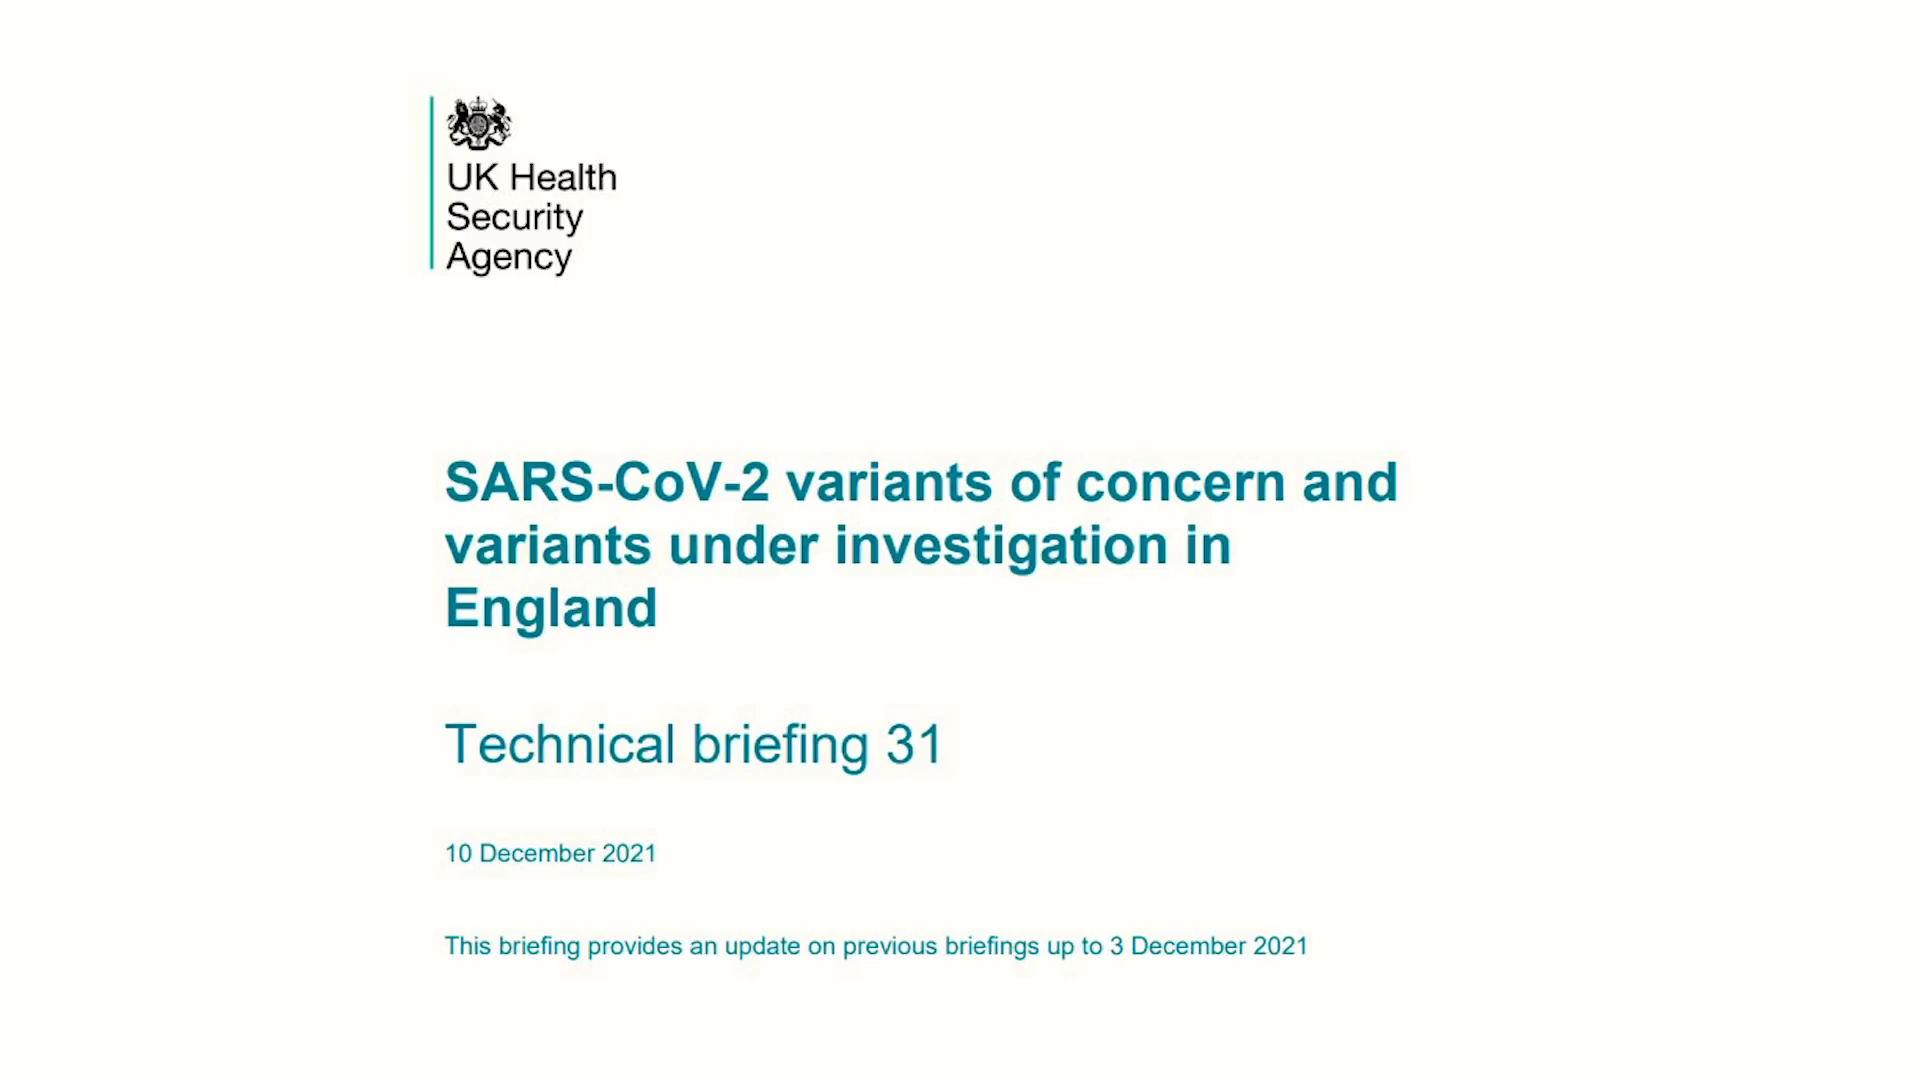 UK Health
Security
Agency
SARS-CoV-2 variants of concern and
variants under investigation in
England
Technical briefing 31
10 December 2021
This briefing provides an update on previous briefings up to 3 December 2021